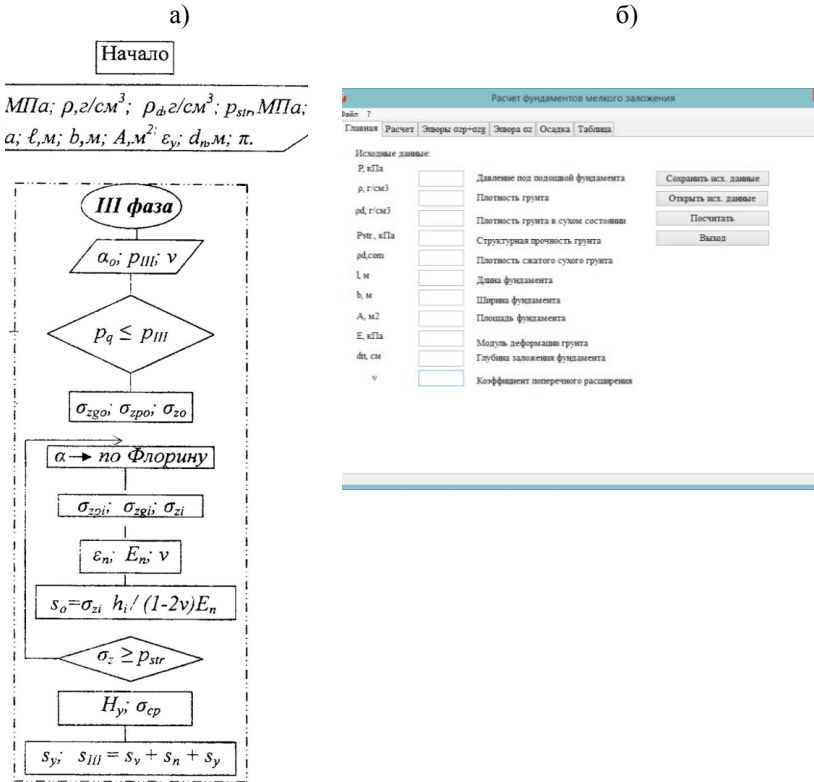 а)
б)
Начало
МПа; ρ,г/см³; ρd,г/см³; pstr,МПа;
а; ℓ,м; b,м; A,м²; εy; dn,м; π.
III фаза
αo; pIII; ν
pq ≤ pIII
σzgo; σzpo; σzo
α→ по Флорину
σzpi; σzgi; σzi
εn; En; ν
so=σzi hi / (1-2ν)En
σz ≥ pstr
Hy; σcp
sy; sIII = sv + sn + sy
Расчет фундаментов мелкого заложения
Файл ?
Главная Расчет Эпюры σzp+σzg Эпюра σz Осадка Таблица
Исходные данные:
P, кПа Давление под подошвой фундамента Сохранить исх. данные
ρ, г/см3 Плотность грунта Открыть исх. данные
ρd, г/см3 Плотность грунта в сухом состоянии Посчитать
Pstr., кПа Структурная прочность грунта Выход
ρd,com Плотность сжатого сухого грунта
l, м Длина фундамента
b, м Ширина фундамента
A, м2 Площадь фундамента
E, кПа Модуль деформации грунта
dn, см Глубина заложения фундамента
ν Коэффициент поперечного расширения